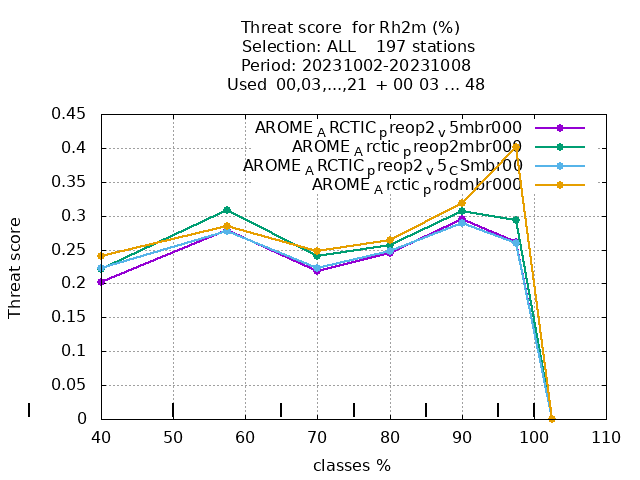 Threat score  for Rh2m (%)
Selection: ALL    197 stations
Period: 20231002-20231008
Used  00,03,...,21  + 00 03 ... 48
AROME_ARCTIC_preop2_v5mbr000
AROME_Arctic_preop2mbr000
AROME_ARCTIC_preop2_v5_CSmbr000
AROME_Arctic_prodmbr000
Threat score
0.45
0.4
0.35
0.3
0.25
0.2
0.15
0.1
0.05
0
40 50 60 70 80 90 100 110
classes %